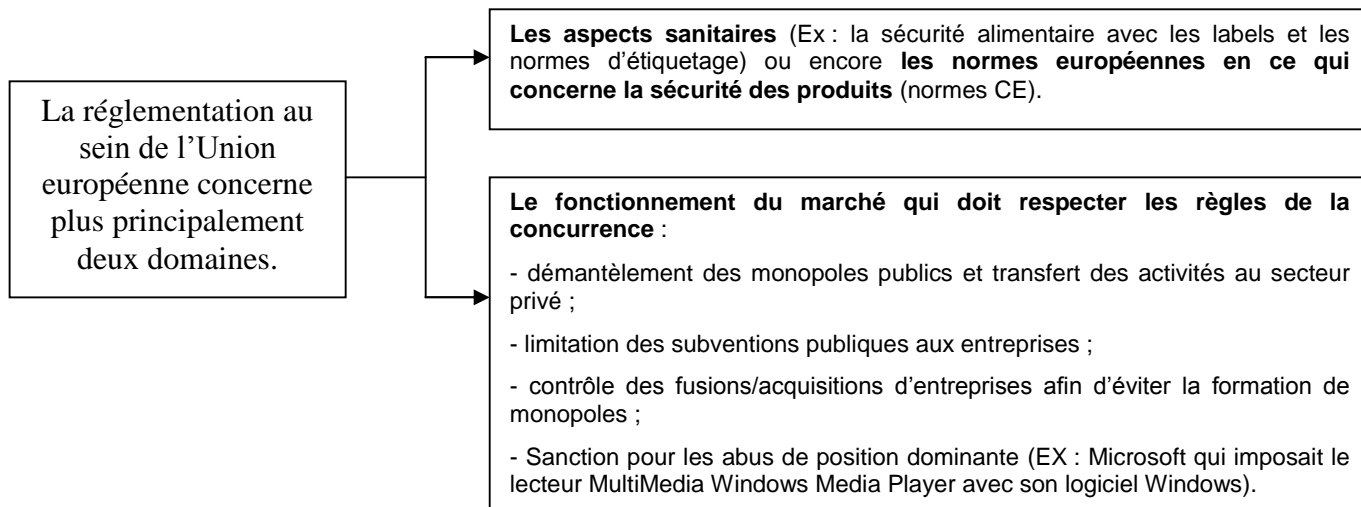 La réglementation au
sein de l'Union
européenne concerne
plus principalement
deux domaines.
Les aspects sanitaires (Ex : la sécurité alimentaire avec les labels et les
normes d'étiquetage) ou encore les normes européennes en ce qui
concerne la sécurité des produits (normes CE).
Le fonctionnement du marché qui doit respecter les règles de la
concurrence :
- démantèlement des monopoles publics et transfert des activités au secteur
privé ;
- limitation des subventions publiques aux entreprises ;
- contrôle des fusions/acquisitions d'entreprises afin d'éviter la formation de
monopoles ;
- Sanction pour les abus de position dominante (EX : Microsoft qui imposait le
lecteur MultiMedia Windows Media Player avec son logiciel Windows).